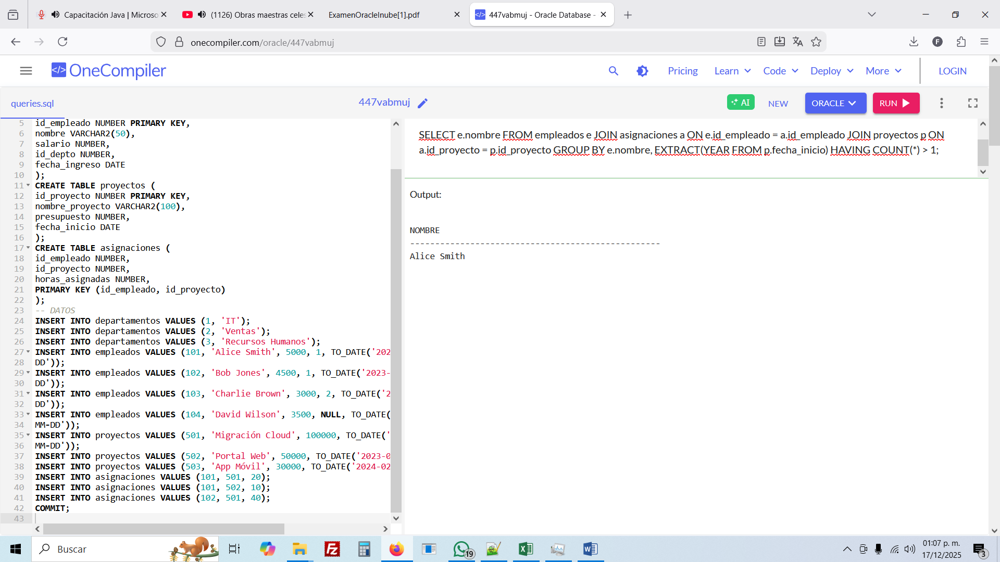 Capacitación Java | Microso
(1126) Obras maestras celes
ExamenOracleInube[1].pdf
447vabmuj - Oracle Database -
onecompiler.com/oracle/447vabmuj
F
</> OneCompiler
Pricing
Learn
Code
Deploy
More
LOGIN
queries.sql
447vabmuj
AI
NEW
ORACLE
RUN
5 id_empleado NUMBER PRIMARY KEY,
6 nombre VARCHAR2(50),
7 salario NUMBER,
8 id_depto NUMBER,
9 fecha_ingreso DATE
10 );
11 CREATE TABLE proyectos (
12 id_proyecto NUMBER PRIMARY KEY,
13 nombre_proyecto VARCHAR2(100),
14 presupuesto NUMBER,
15 fecha_inicio DATE
16 );
17 CREATE TABLE asignaciones (
18 id_empleado NUMBER,
19 id_proyecto NUMBER,
20 horas_asignadas NUMBER,
21 PRIMARY KEY (id_empleado, id_proyecto)
22 );
23 -- DATOS
24 INSERT INTO departamentos VALUES (1, 'IT');
25 INSERT INTO departamentos VALUES (2, 'Ventas');
26 INSERT INTO departamentos VALUES (3, 'Recursos Humanos');
27 INSERT INTO empleados VALUES (101, 'Alice Smith', 5000, 1, TO_DATE('202
28 DD'));
29 INSERT INTO empleados VALUES (102, 'Bob Jones', 4500, 1, TO_DATE('2023-
30 DD'));
31 INSERT INTO empleados VALUES (103, 'Charlie Brown', 3000, 2, TO_DATE('2
32 DD'));
33 INSERT INTO empleados VALUES (104, 'David Wilson', 3500, NULL, TO_DATE(
34 MM-DD'));
35 INSERT INTO proyectos VALUES (501, 'Migración Cloud', 100000, TO_DATE('
36 MM-DD'));
37 INSERT INTO proyectos VALUES (502, 'Portal Web', 50000, TO_DATE('2023-0
38 INSERT INTO proyectos VALUES (503, 'App Móvil', 30000, TO_DATE('2024-02
39 INSERT INTO asignaciones VALUES (101, 501, 20);
40 INSERT INTO asignaciones VALUES (101, 502, 10);
41 INSERT INTO asignaciones VALUES (102, 501, 40);
42 COMMIT;
43
SELECT e.nombre FROM empleados e JOIN asignaciones a ON e.id_empleado = a.id_empleado JOIN proyectos p ON
a.id_proyecto = p.id_proyecto GROUP BY e.nombre, EXTRACT(YEAR FROM p.fecha_inicio) HAVING COUNT(*) > 1;
Output:
NOMBRE
--------------------------------------------------
Alice Smith
Buscar
19
01:07 p. m.
17/12/2025
3